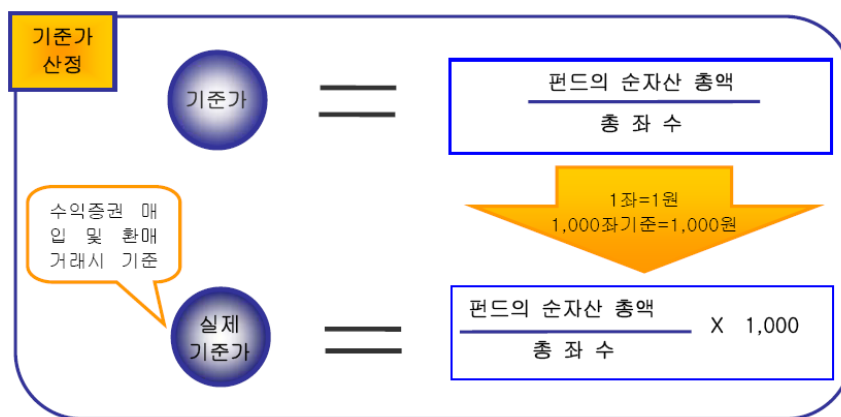 기준가
산정
기준가
펀드의 순자산 총액
총 좌 수
1좌=1원
1,000좌기준=1,000원
수익증권 매
입 및 환매
거래시 기준
실제
기준가
펀드의 순자산 총액
총 좌 수
X 1,000